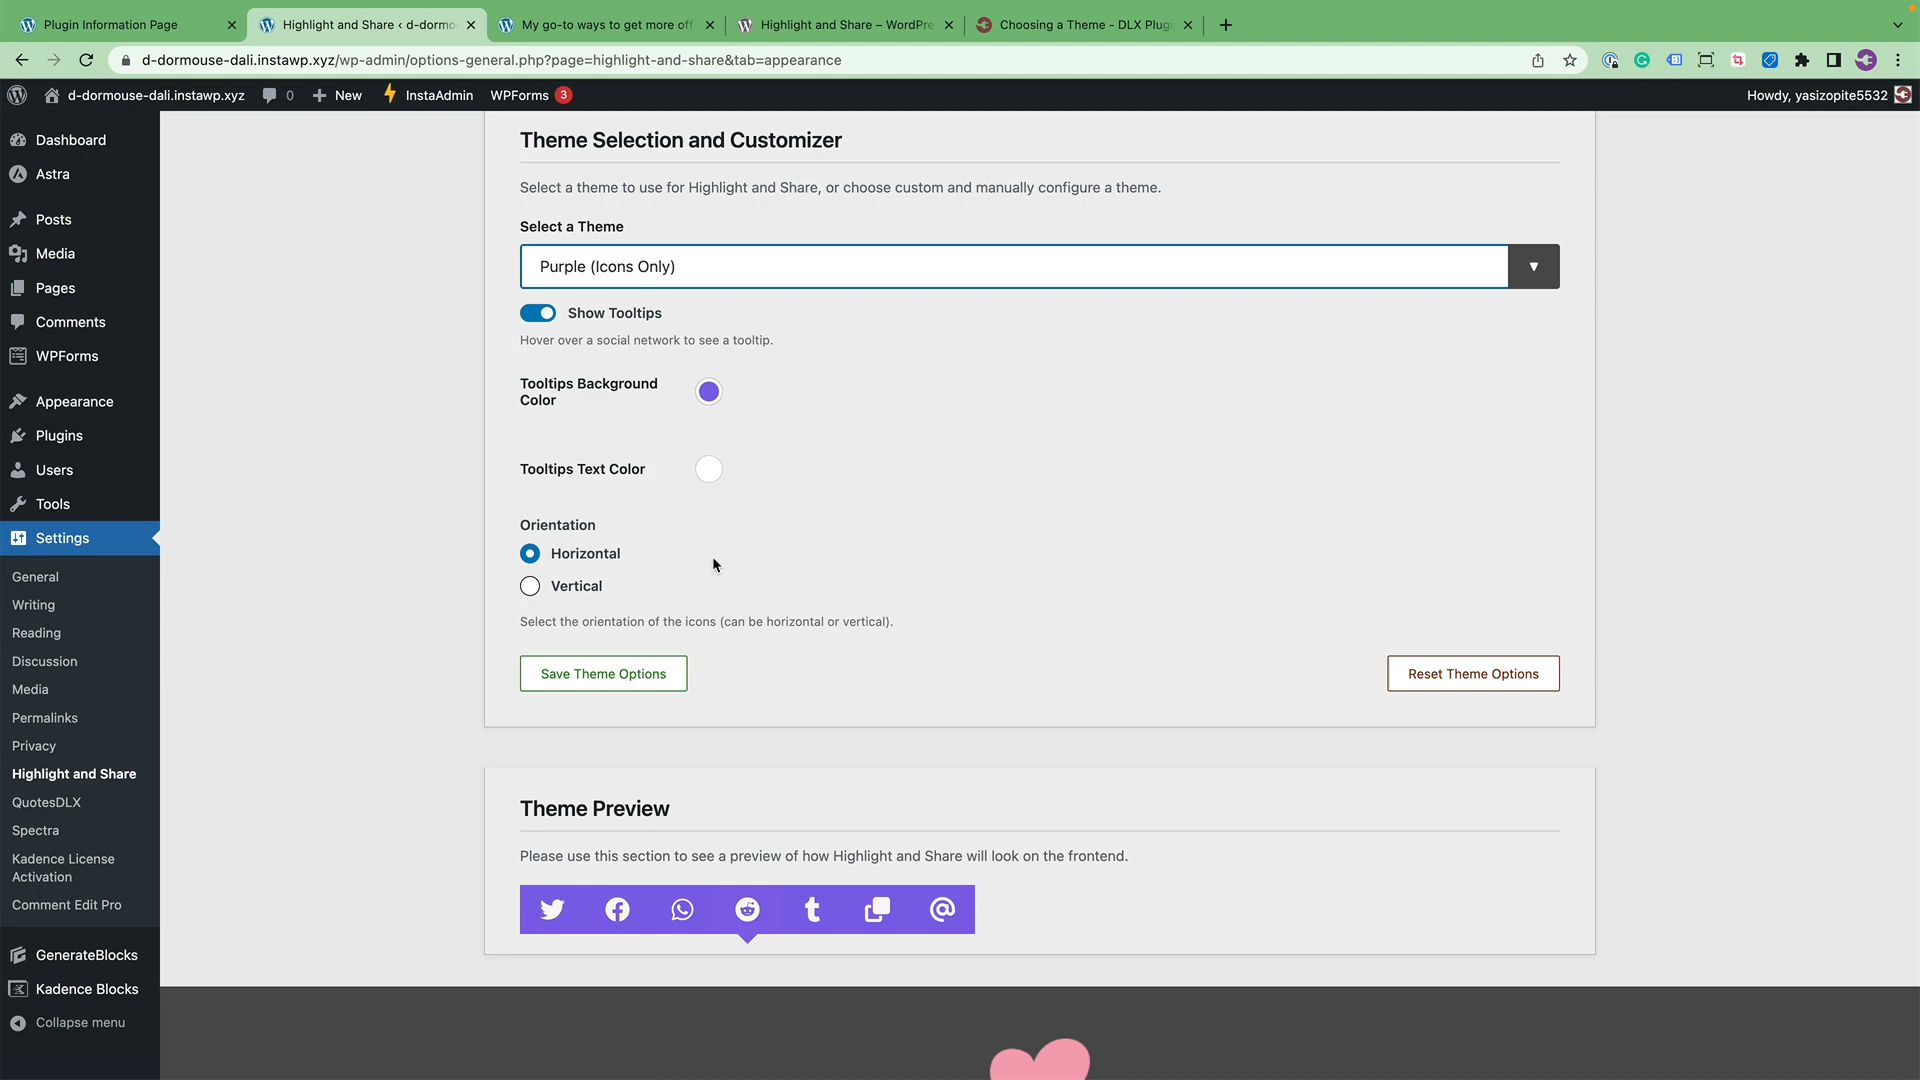 Plugin Information Page
Highlight and Share ‹ d-dormo
My go-to ways to get more off
Highlight and Share – WordPre
Choosing a Theme - DLX Plugi
d-dormouse-dali.instawp.xyz/wp-admin/options-general.php?page=highlight-and-share&tab=appearance
d-dormouse-dali.instawp.xyz
0
New
InstaAdmin
WPForms 3
Howdy, yasizopite5532
Dashboard
Astra
Posts
Media
Pages
Comments
WPForms
Appearance
Plugins
Users
Tools
Settings
General
Writing
Reading
Discussion
Media
Permalinks
Privacy
Highlight and Share
QuotesDLX
Spectra
Kadence License
Activation
Comment Edit Pro
GenerateBlocks
Kadence Blocks
Collapse menu
Theme Selection and Customizer
Select a theme to use for Highlight and Share, or choose custom and manually configure a theme.
Select a Theme
Purple (Icons Only)
Show Tooltips
Hover over a social network to see a tooltip.
Tooltips Background
Color
Tooltips Text Color
Orientation
Horizontal
Vertical
Select the orientation of the icons (can be horizontal or vertical).
Save Theme Options
Reset Theme Options
Theme Preview
Please use this section to see a preview of how Highlight and Share will look on the frontend.